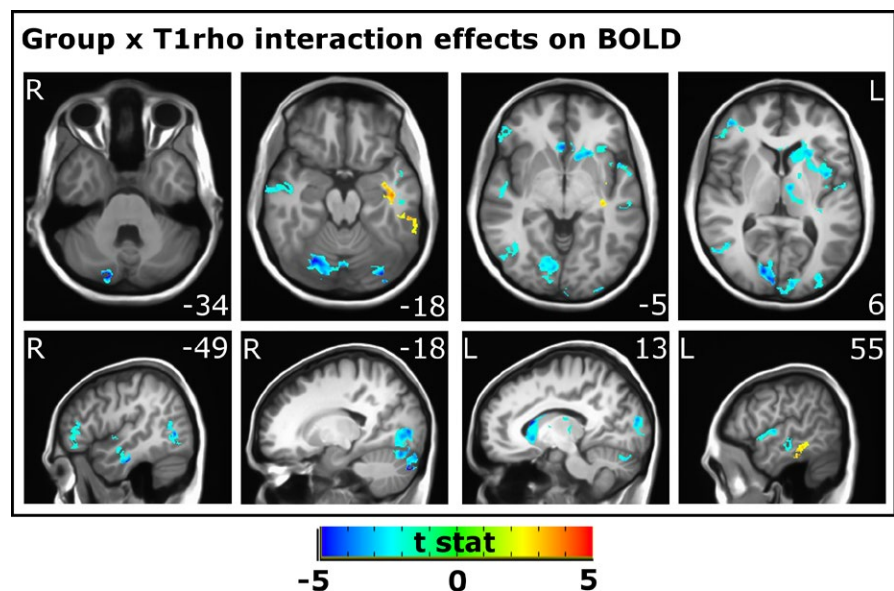 Group x T1rho interaction effects on BOLD
R L
-34 -18 -5 6
R -49 R -18 L 13 L 55
t stat
-5 0 5